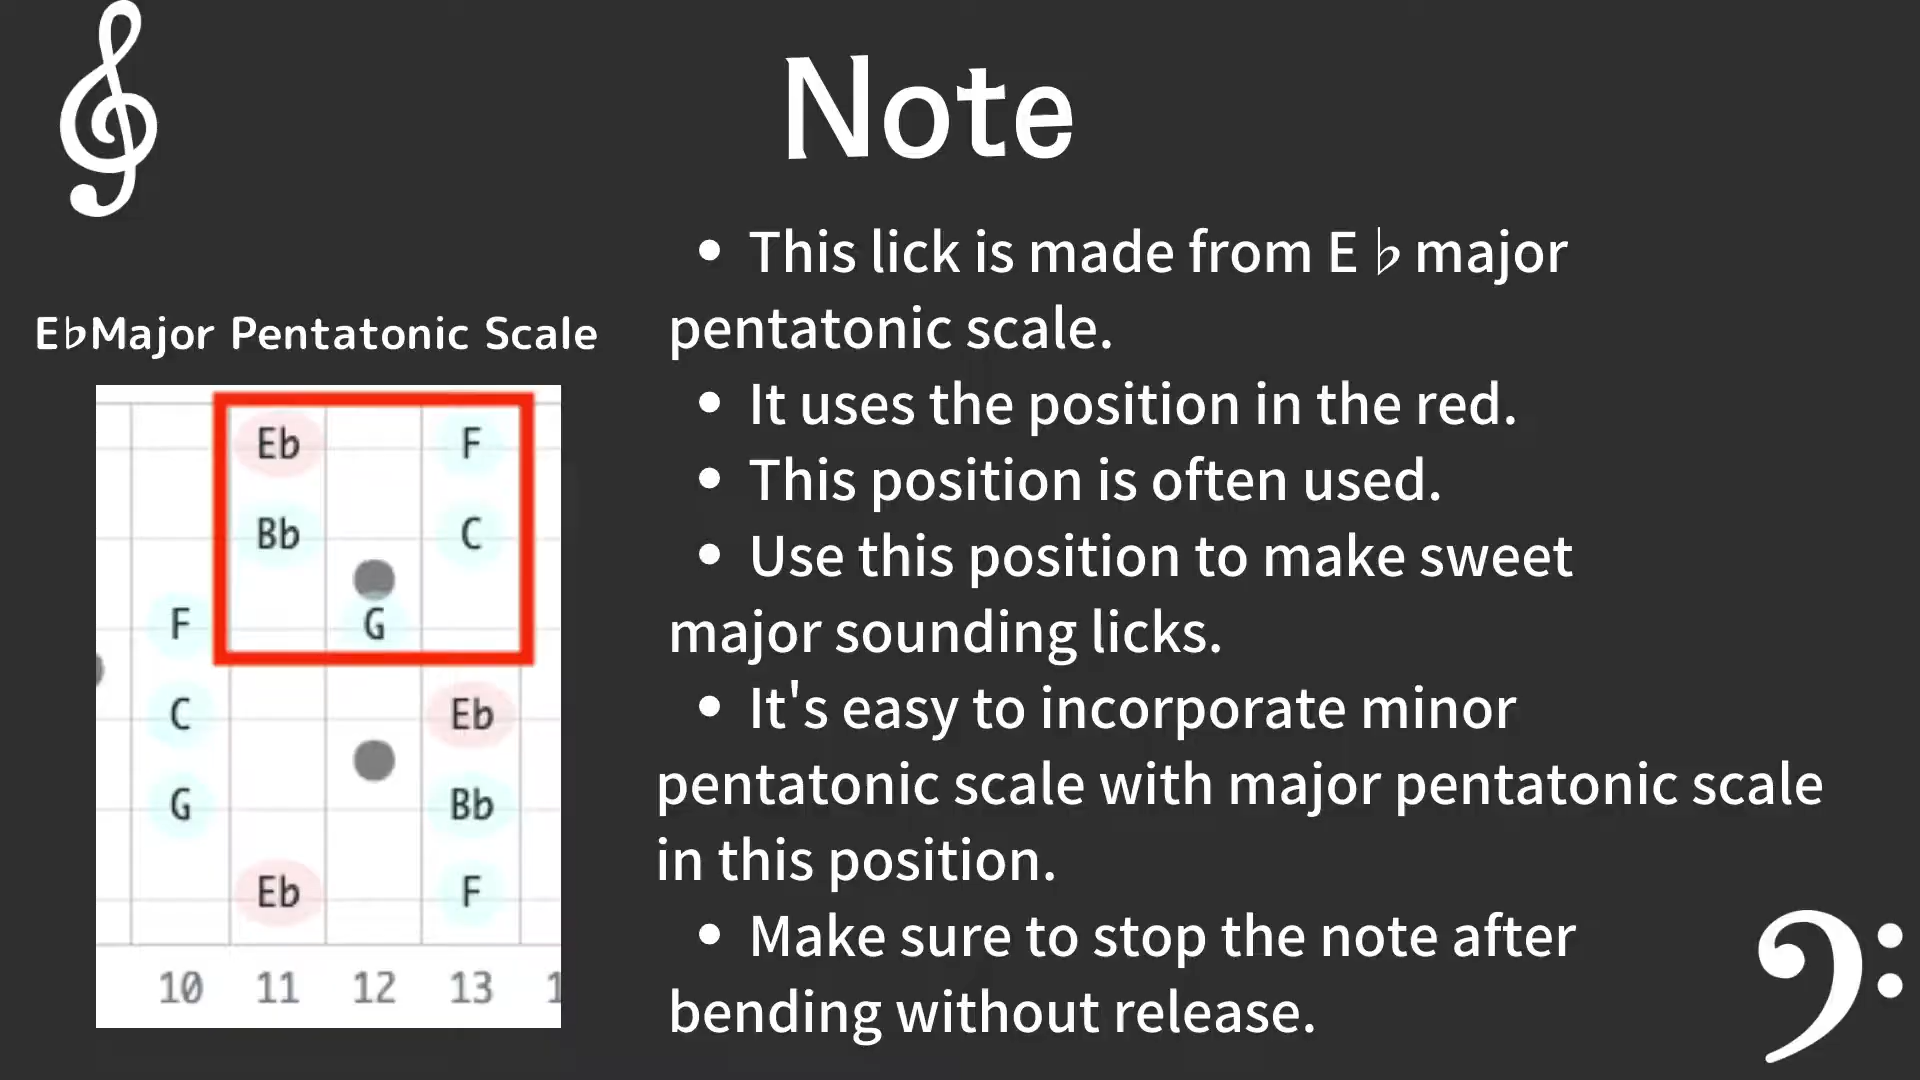 Note
E♭Major Pentatonic Scale
Eb F
Bb C
F G
C Eb
G Bb
Eb F
10 11 12 13 1
• This lick is made from E ♭ major
pentatonic scale.
• It uses the position in the red.
• This position is often used.
• Use this position to make sweet
major sounding licks.
• It's easy to incorporate minor
pentatonic scale with major pentatonic scale
in this position.
• Make sure to stop the note after
bending without release.